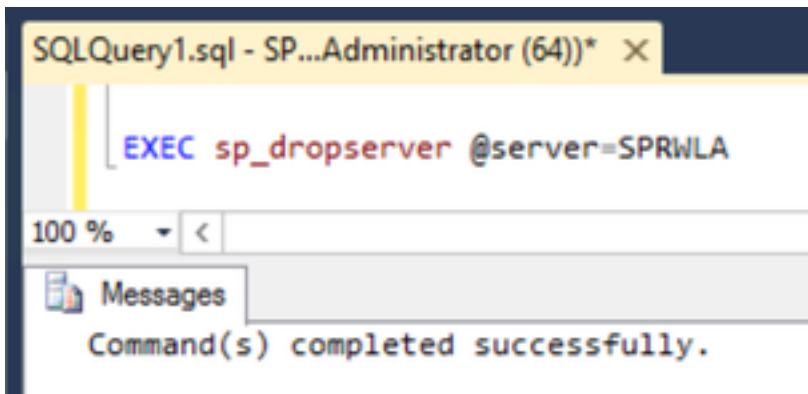 SQLQuery1.sql - SP...Administrator (64))*
EXEC sp_dropserver @server=SPRWLA
100 %
Messages
Command(s) completed successfully.